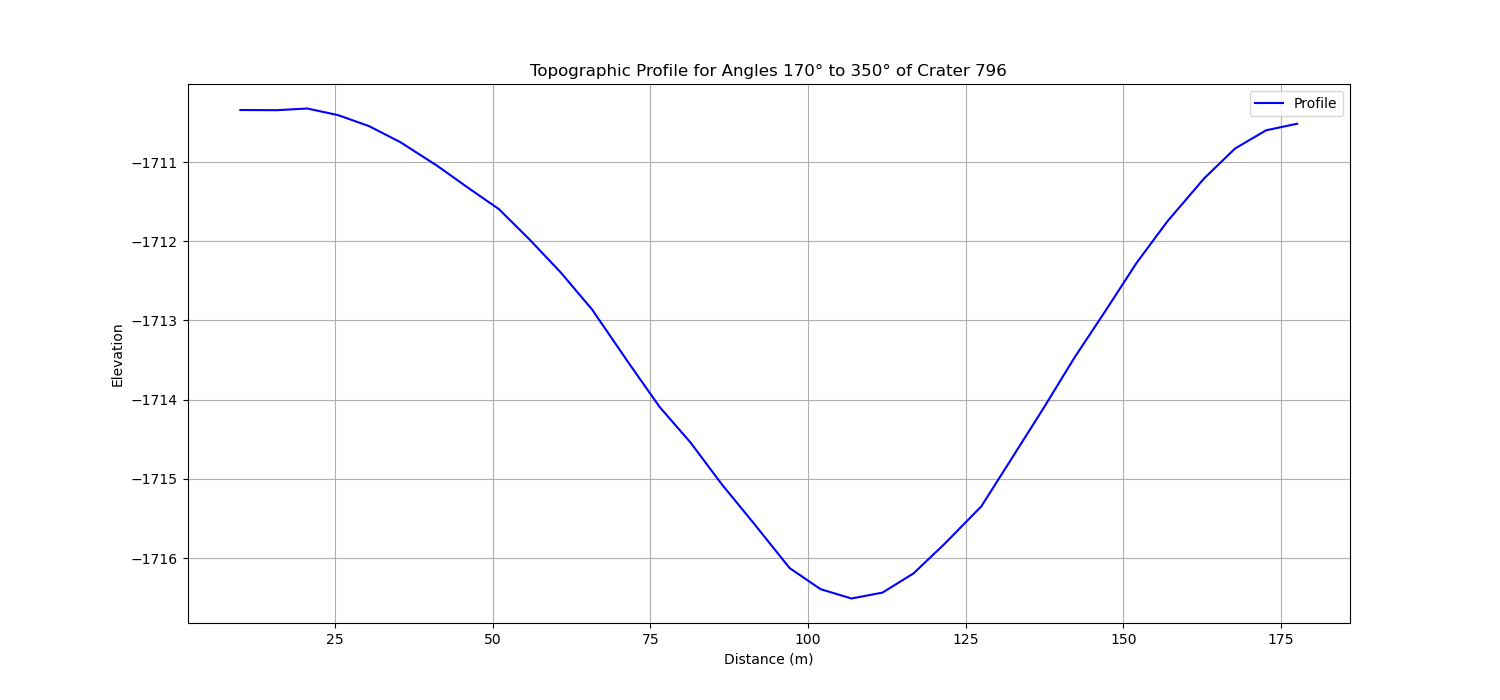 Topographic Profile for Angles 170° to 350° of Crater 796
Profile
−1711
−1712
−1713
−1714
−1715
−1716
Elevation
25 50 75 100 125 150 175
Distance (m)